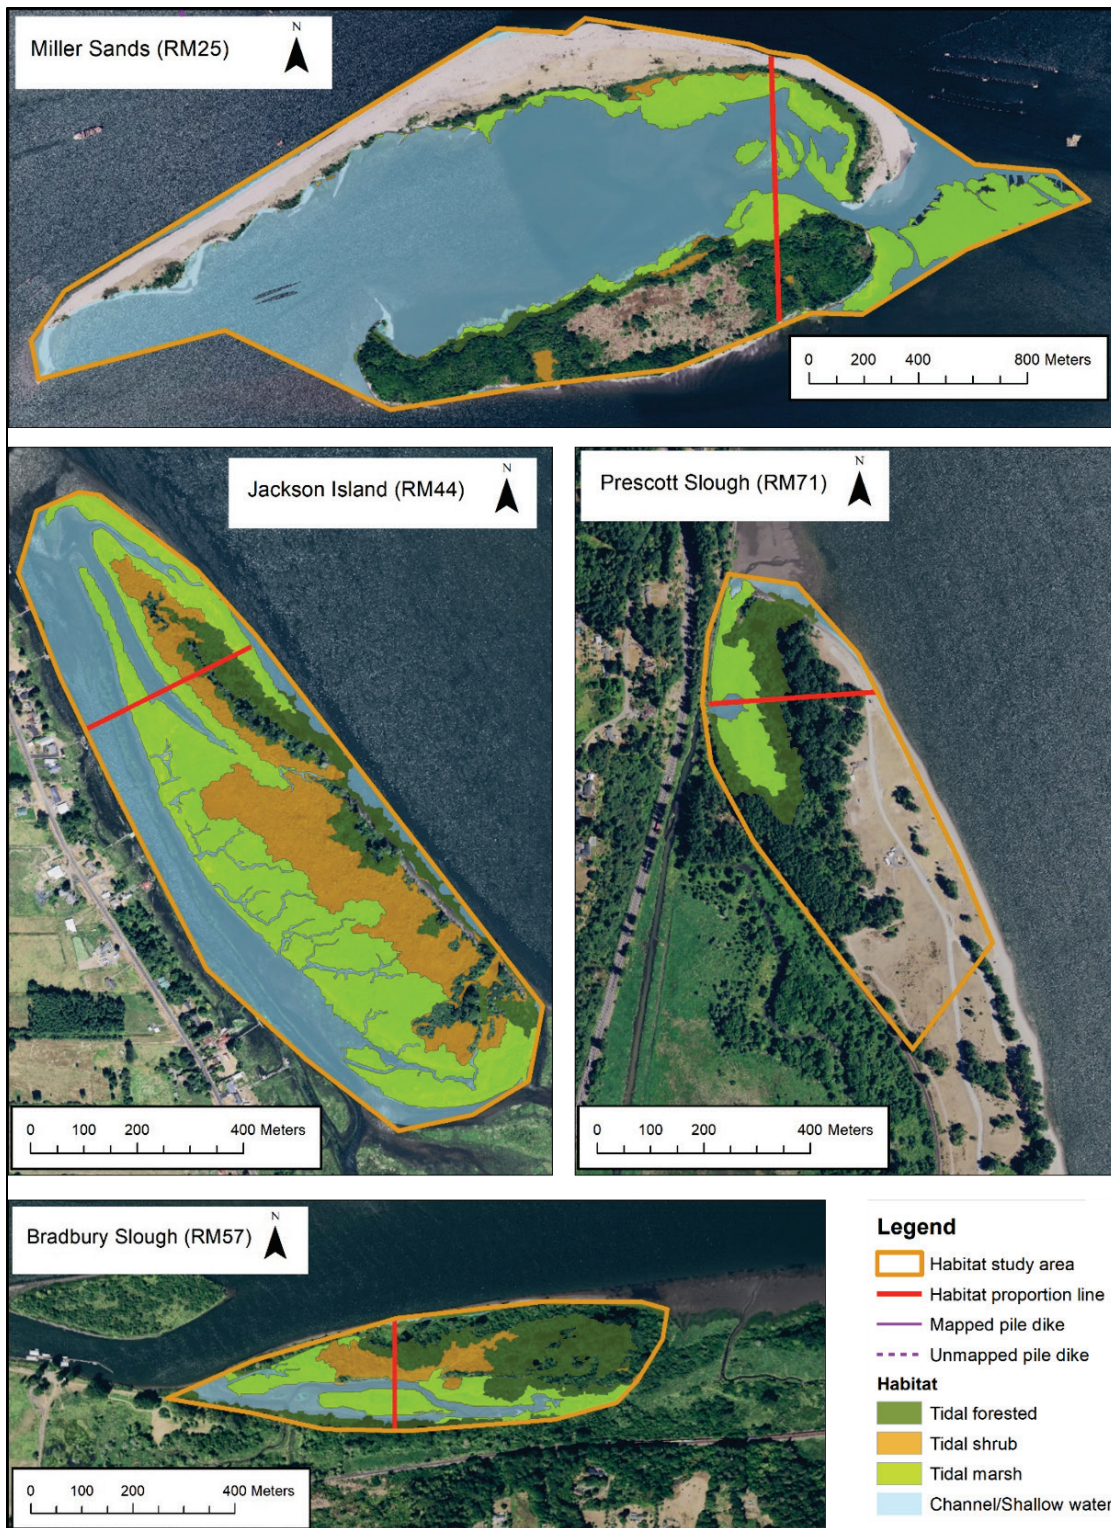 Miller Sands (RM25)
N
0 200 400 800 Meters
Jackson Island (RM44)
N
0 100 200 400 Meters
Prescott Slough (RM71)
N
0 100 200 400 Meters
Bradbury Slough (RM57)
N
0 100 200 400 Meters
Legend
Habitat study area
Habitat proportion line
Mapped pile dike
Unmapped pile dike
Habitat
Tidal forested
Tidal shrub
Tidal marsh
Channel/Shallow water